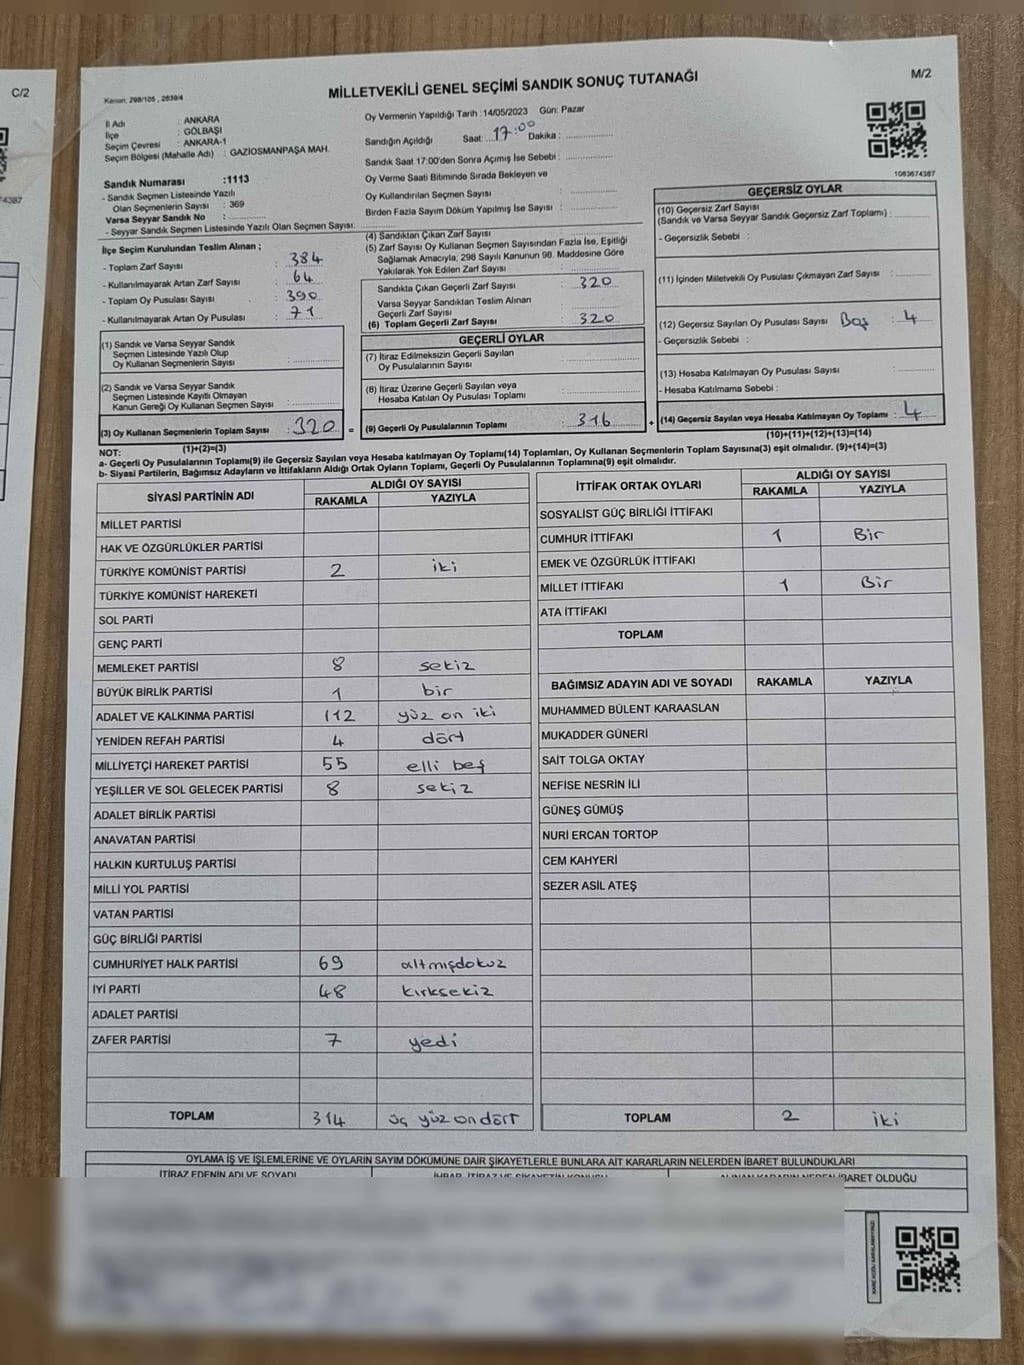 C/2
74387
M/2
Kanun: 298/105 , 2839/4
MİLLETVEKİLİ GENEL SEÇİMİ SANDIK SONUÇ TUTANAĞI
İl Adı : ANKARA
İlçe : GÖLBAŞI
Seçim Çevresi : ANKARA-1
Seçim Bölgesi (Mahalle Adı) : GAZİOSMANPAŞA MAH.
Sandık Numarası :1113
- Sandık Seçmen Listesinde Yazılı
Olan Seçmenlerin Sayısı : 369
Varsa Seyyar Sandık No :
- Seyyar Sandık Seçmen Listesinde Yazılı Olan Seçmen Sayısı:
İlçe Seçim Kurulundan Teslim Alınan ;
- Toplam Zarf Sayısı : 384
- Kullanılmayarak Artan Zarf Sayısı : 64
- Toplam Oy Pusulası Sayısı : 390
- Kullanılmayarak Artan Oy Pusulası : 71
(1) Sandık ve Varsa Seyyar Sandık
Seçmen Listesinde Yazılı Olup
Oy Kullanan Seçmenlerin Sayısı :
(2) Sandık ve Varsa Seyyar Sandık
Seçmen Listesinde Kayıtlı Olmayan
Kanun Gereği Oy Kullanan Seçmen Sayısı :
(3) Oy Kullanan Seçmenlerin Toplam Sayısı : 320 =
(1)+(2)=(3)
Oy Vermenin Yapıldığı Tarih :14/05/2023 Gün: Pazar
Sandığın Açıldığı Saat: 17:00 Dakika :
Sandık Saat 17:00'den Sonra Açımış İse Sebebi :
Oy Verme Saati Bitiminde Sırada Bekleyen ve
Oy Kullandırılan Seçmen Sayısı :
Birden Fazla Sayım Döküm Yapılmış İse Sayısı :
(4) Sandıktan Çıkan Zarf Sayısı :
(5) Zarf Sayısı Oy Kullanan Seçmen Sayısından Fazla İse, Eşitliği
Sağlamak Amacıyla; 298 Sayılı Kanunun 98. Maddesine Göre
Yakılarak Yok Edilen Zarf Sayısı :
Sandıkta Çıkan Geçerli Zarf Sayısı : 320
Varsa Seyyar Sandıktan Teslim Alınan
Geçerli Zarf Sayısı :
(6) Toplam Geçerli Zarf Sayısı : 320
GEÇERLİ OYLAR
(7) İtiraz Edilmeksizin Geçerli Sayılan
Oy Pusulalarının Sayısı :
(8) İtiraz Üzerine Geçerli Sayılan veya
Hesaba Katılan Oy Pusulası Toplamı :
(9) Geçerli Oy Pusulalarının Toplamı : 316 +
1083674387
GEÇERSİZ OYLAR
(10) Geçersiz Zarf Sayısı
(Sandık ve Varsa Seyyar Sandık Geçersiz Zarf Toplamı) :
- Geçersizlik Sebebi :
(11) İçinden Milletvekili Oy Pusulası Çıkmayan Zarf Sayısı :
(12) Geçersiz Sayılan Oy Pusulası Sayısı Boş : 4
- Geçersizlik Sebebi :
(13) Hesaba Katılmayan Oy Pusulası Sayısı :
- Hesaba Katılmama Sebebi :
(14) Geçersiz Sayılan veya Hesaba Katılmayan Oy Toplamı : 4
(10)+(11)+(12)+(13)=(14)
NOT:
a- Geçerli Oy Pusulalarının Toplamı(9) ile Geçersiz Sayılan veya Hesaba katılmayan Oy Toplamı(14) Toplamları, Oy Kullanan Seçmenlerin Toplam Sayısına(3) eşit olmalıdır. (9)+(14)=(3)
b- Siyasi Partilerin, Bağımsız Adayların ve İttifakların Aldığı Ortak Oyların Toplamı, Geçerli Oy Pusulalarının Toplamına(9) eşit olmalıdır.
SİYASİ PARTİNİN ADI ALDIĞI OY SAYISI
RAKAMLA YAZIYLA
MİLLET PARTİSİ
HAK VE ÖZGÜRLÜKLER PARTİSİ
TÜRKİYE KOMÜNİST PARTİSİ 2 iki
TÜRKİYE KOMÜNİST HAREKETİ
SOL PARTİ
GENÇ PARTİ
MEMLEKET PARTİSİ 8 sekiz
BÜYÜK BİRLİK PARTİSİ 1 bir
ADALET VE KALKINMA PARTİSİ 112 yüz on iki
YENİDEN REFAH PARTİSİ 4 dört
MİLLİYETÇİ HAREKET PARTİSİ 55 elli beş
YEŞİLLER VE SOL GELECEK PARTİSİ 8 sekiz
ADALET BİRLİK PARTİSİ
ANAVATAN PARTİSİ
HALKIN KURTULUŞ PARTİSİ
MİLLİ YOL PARTİSİ
VATAN PARTİSİ
GÜÇ BİRLİĞİ PARTİSİ
CUMHURİYET HALK PARTİSİ 69 altmışdokuz
İYİ PARTİ 48 kırksekiz
ADALET PARTİSİ
ZAFER PARTİSİ 7 yedi
TOPLAM 314 üç yüz on dört
İTTİFAK ORTAK OYLARI ALDIĞI OY SAYISI
RAKAMLA YAZIYLA
SOSYALİST GÜÇ BİRLİĞİ İTTİFAKI
CUMHUR İTTİFAKI 1 Bir
EMEK VE ÖZGÜRLÜK İTTİFAKI
MİLLET İTTİFAKI 1 Bir
ATA İTTİFAKI
TOPLAM
BAĞIMSIZ ADAYIN ADI VE SOYADI RAKAMLA YAZIYLA
MUHAMMED BÜLENT KARAASLAN
MUKADDER GÜNERİ
SAİT TOLGA OKTAY
NEFİSE NESRİN İLİ
GÜNEŞ GÜMÜŞ
NURİ ERCAN TORTOP
CEM KAHYERİ
SEZER ASİL ATEŞ
TOPLAM 2 iki
OYLAMA İŞ VE İŞLEMLERİNE VE OYLARIN SAYIM DÖKÜMÜNE DAİR ŞİKAYETLERLE BUNLARA AİT KARARLARIN NELERDEN İBARET BULUNDUKLARI
İTİRAZ EDENİN ADI VE SOYADI İHBAR, İTİRAZ VE ŞİKAYETİN KONUSU ALINAN KARARIN NEDEN İBARET OLDUĞU